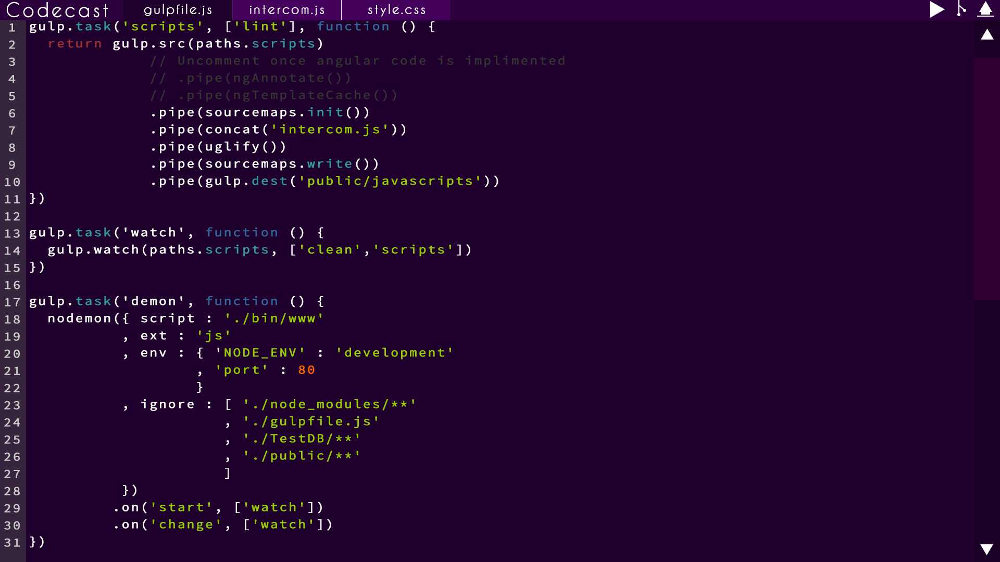 Codecast gulpfile.js intercom.js style.css
1 gulp.task('scripts', ['lint'], function () {
2 return gulp.src(paths.scripts)
3 // Uncomment once angular code is implimented
4 // .pipe(ngAnnotate())
5 // .pipe(ngTemplateCache())
6 .pipe(sourcemaps.init())
7 .pipe(concat('intercom.js'))
8 .pipe(uglify())
9 .pipe(sourcemaps.write())
10 .pipe(gulp.dest('public/javascripts'))
11 })
12
13 gulp.task('watch', function () {
14 gulp.watch(paths.scripts, ['clean','scripts'])
15 })
16
17 gulp.task('demon', function () {
18 nodemon({ script : './bin/www'
19 , ext : 'js'
20 , env : { 'NODE_ENV' : 'development'
21 , 'port' : 80
22 }
23 , ignore : [ './node_modules/**'
24 , './gulpfile.js'
25 , './TestDB/**'
26 , './public/**'
27 ]
28 })
29 .on('start', ['watch'])
30 .on('change', ['watch'])
31 })